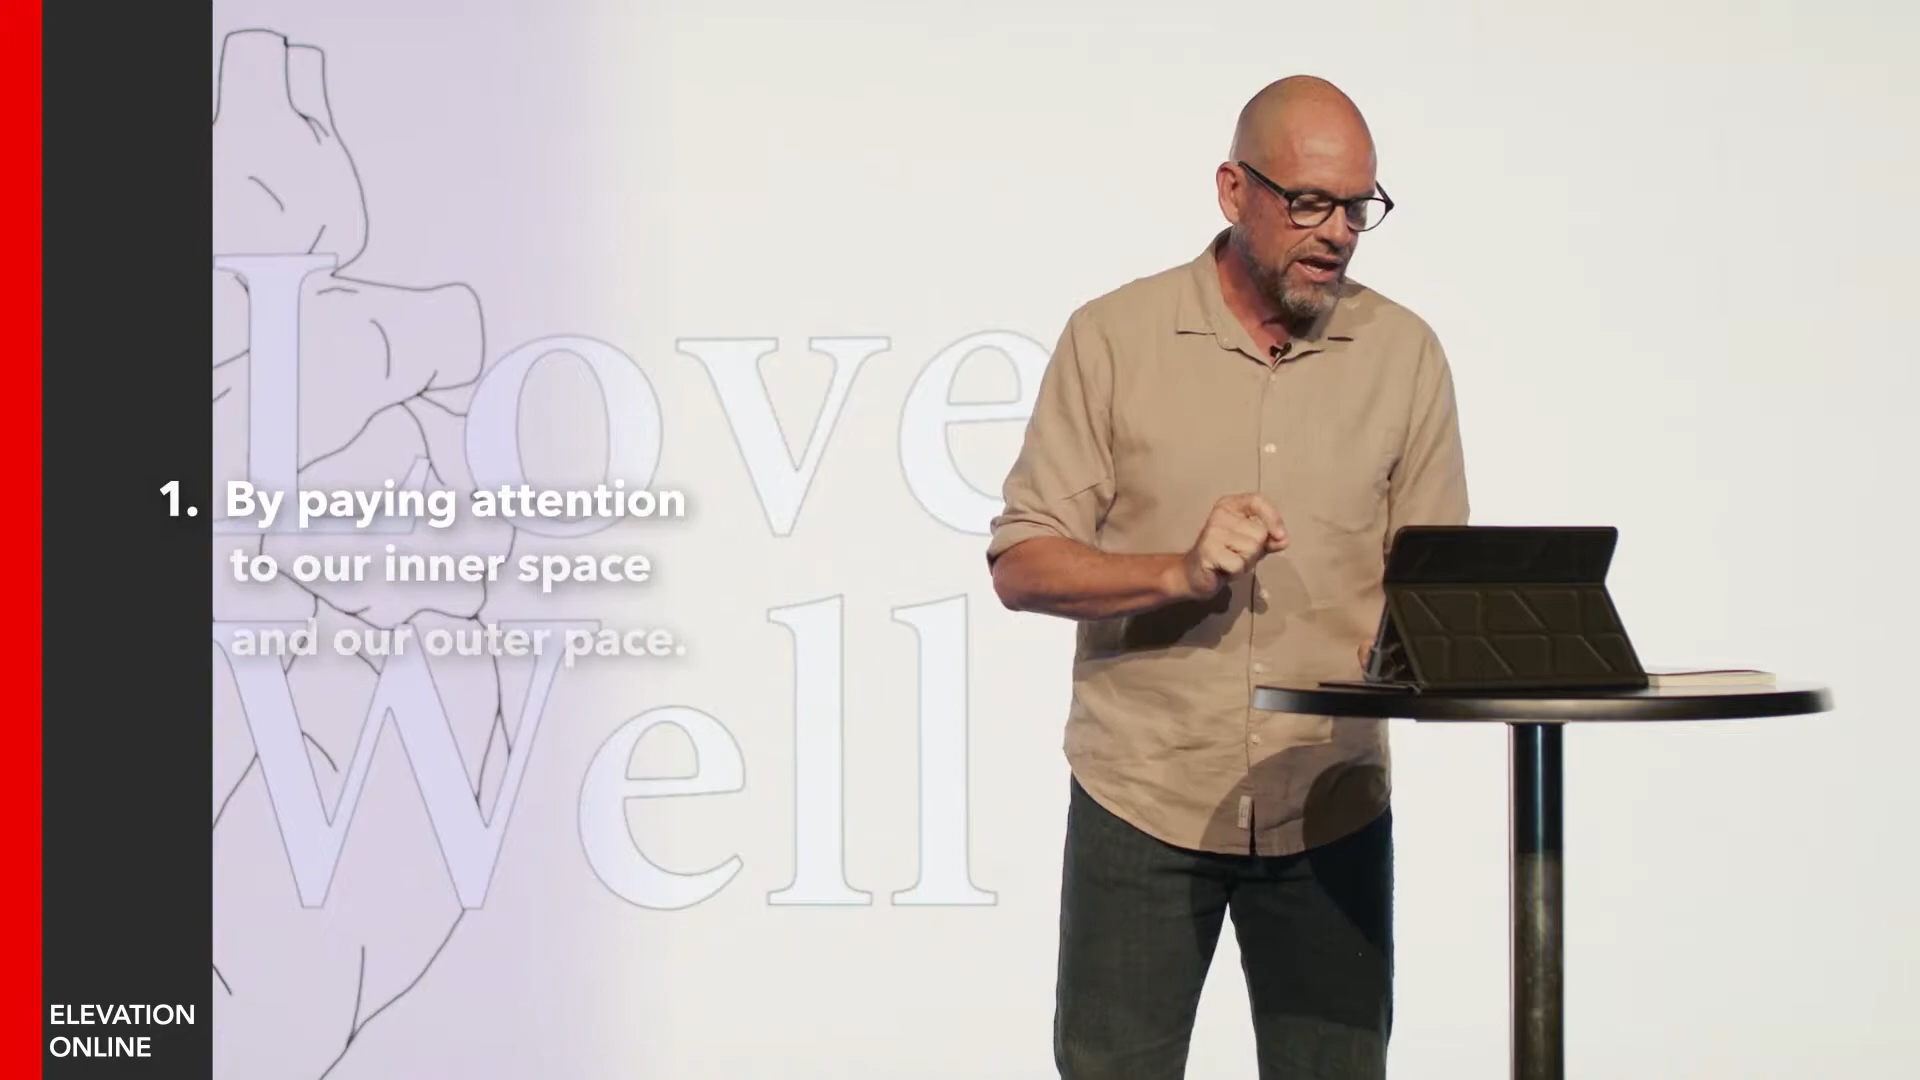 Love
Well
1. By paying attention
to our inner space
and our outer pace.
ELEVATION
ONLINE